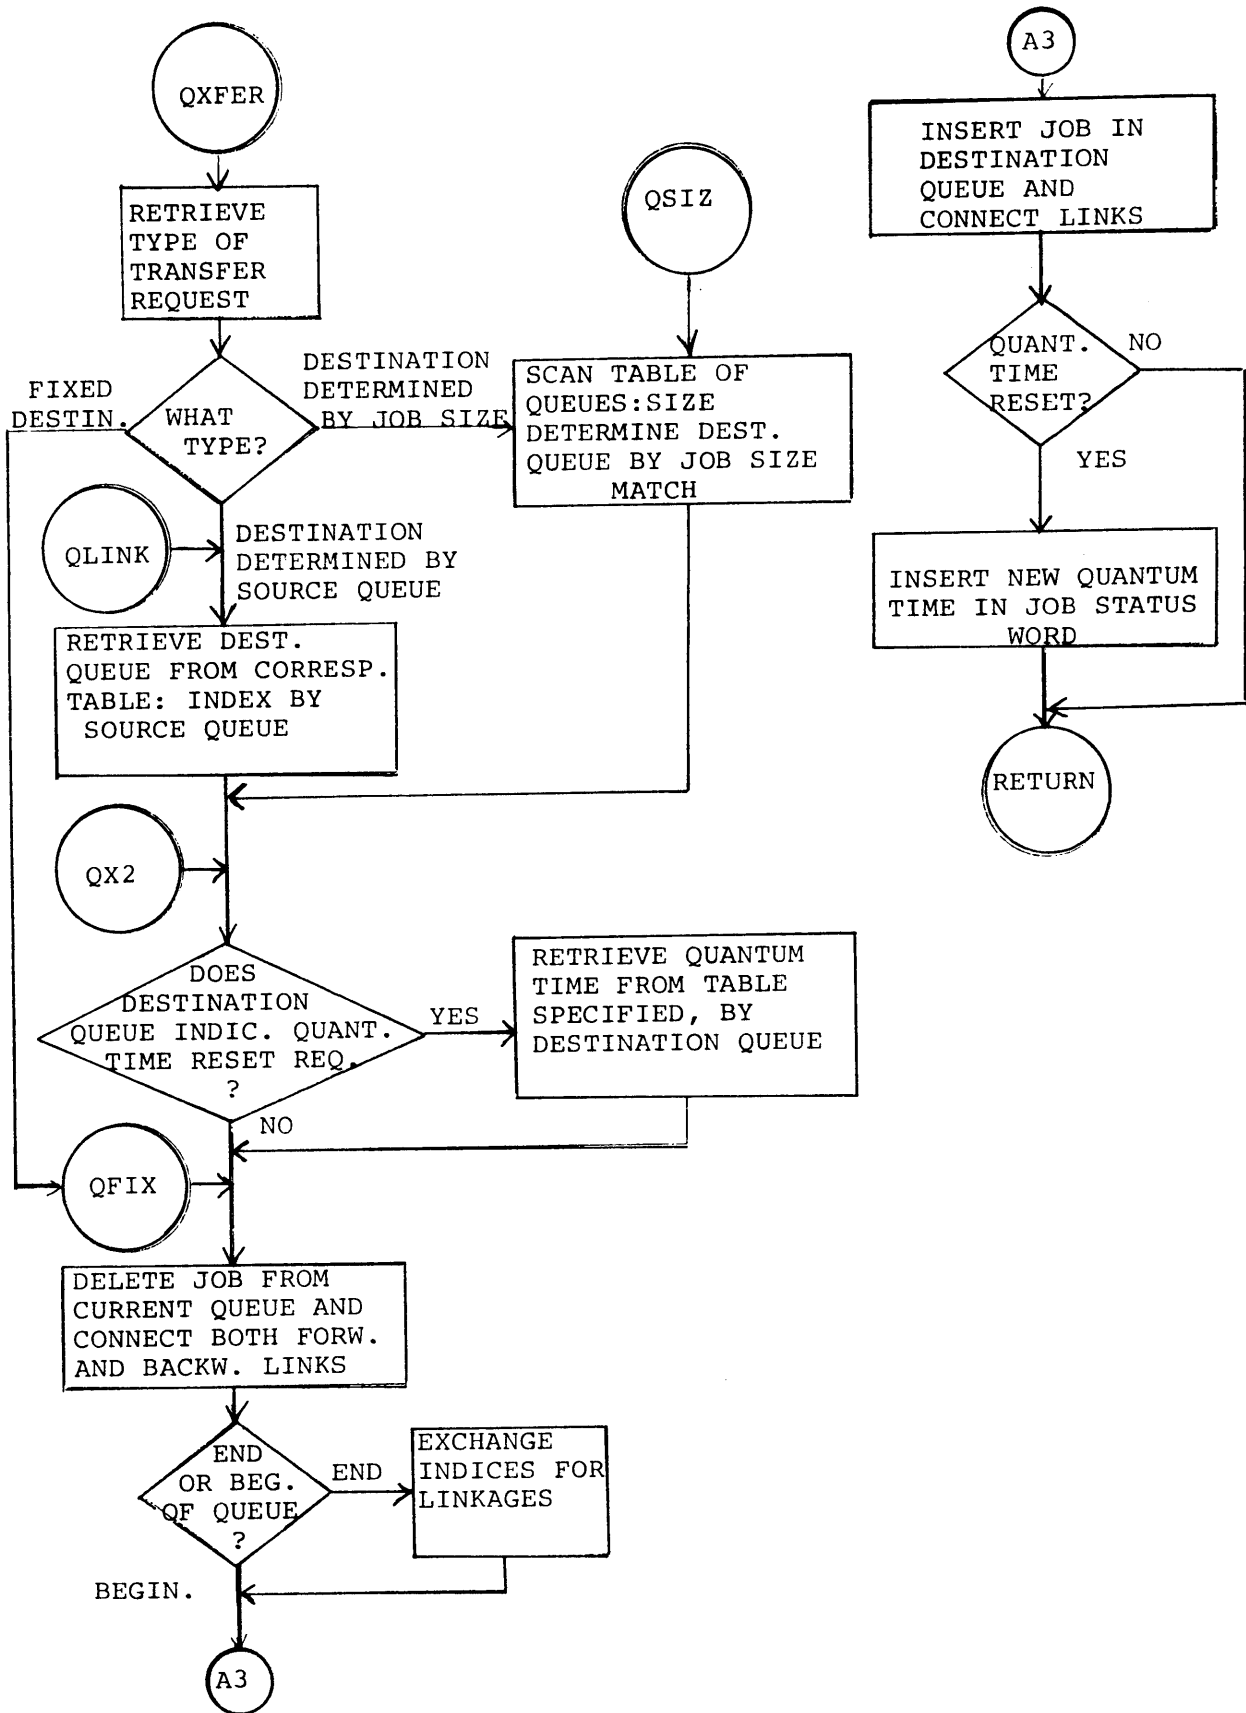 QXFER
RETRIEVE
TYPE OF
TRANSFER
REQUEST
WHAT
TYPE?
FIXED
DESTIN.
DESTINATION
DETERMINED
BY JOB SIZE
QSIZ
SCAN TABLE OF
QUEUES:SIZE
DETERMINE DEST.
QUEUE BY JOB SIZE
MATCH
QLINK
DESTINATION
DETERMINED BY
SOURCE QUEUE
RETRIEVE DEST.
QUEUE FROM CORRESP.
TABLE: INDEX BY
SOURCE QUEUE
QX2
DOES
DESTINATION
QUEUE INDIC. QUANT.
TIME RESET REQ.
?
YES
RETRIEVE QUANTUM
TIME FROM TABLE
SPECIFIED, BY
DESTINATION QUEUE
NO
QFIX
DELETE JOB FROM
CURRENT QUEUE AND
CONNECT BOTH FORW.
AND BACKW. LINKS
END
OR BEG.
OF QUEUE
?
END
EXCHANGE
INDICES FOR
LINKAGES
BEGIN.
A3
A3
INSERT JOB IN
DESTINATION
QUEUE AND
CONNECT LINKS
QUANT.
TIME
RESET?
NO
YES
INSERT NEW QUANTUM
TIME IN JOB STATUS
WORD
RETURN